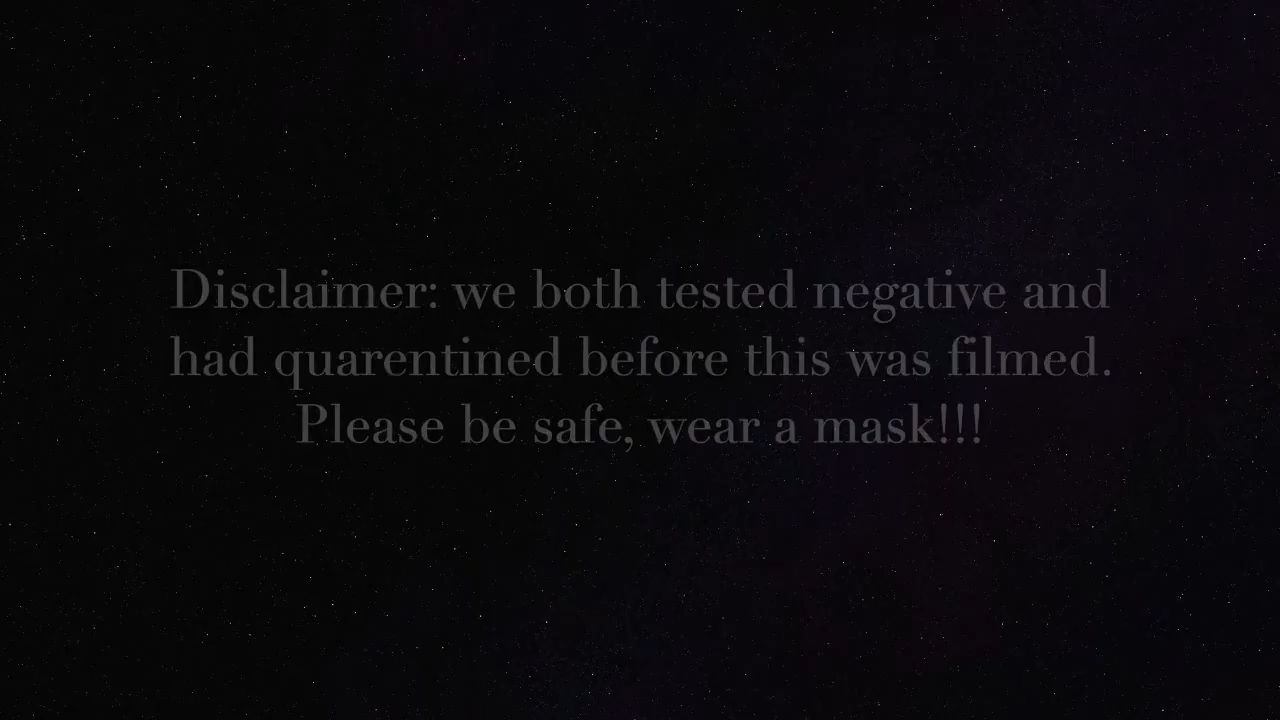 Disclaimer: we both tested negative and
had quarentined before this was filmed.
Please be safe, wear a mask!!!